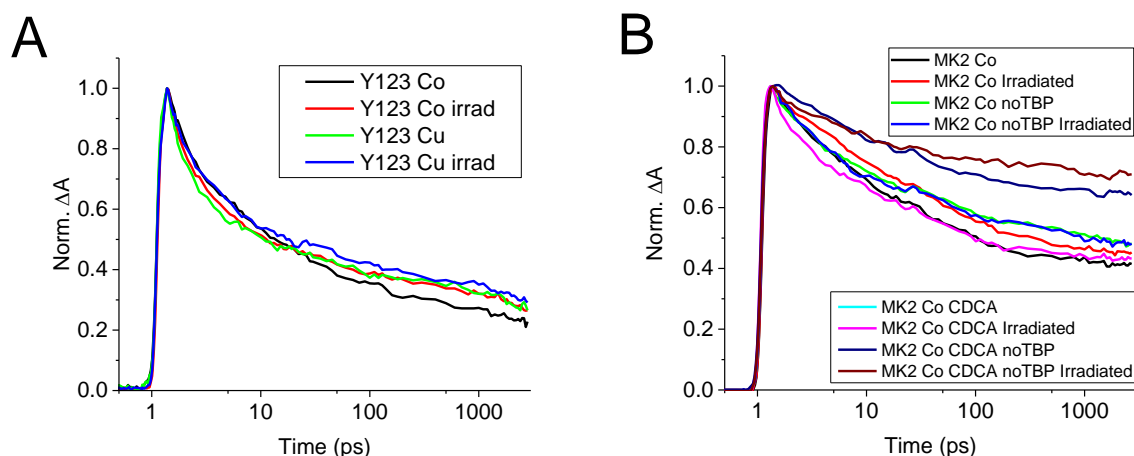 A
Norm. ΔA
1.0
0.8
0.6
0.4
0.2
0.0
Y123 Co
Y123 Co irrad
Y123 Cu
Y123 Cu irrad
1
10
100
1000
Time (ps)
B
Norm. ΔA
1.0
0.8
0.6
0.4
0.2
0.0
MK2 Co
MK2 Co Irradiated
MK2 Co noTBP
MK2 Co noTBP Irradiated
MK2 Co CDCA
MK2 Co CDCA Irradiated
MK2 Co CDCA noTBP
MK2 Co CDCA noTBP Irradiated
1
10
100
1000
Time (ps)